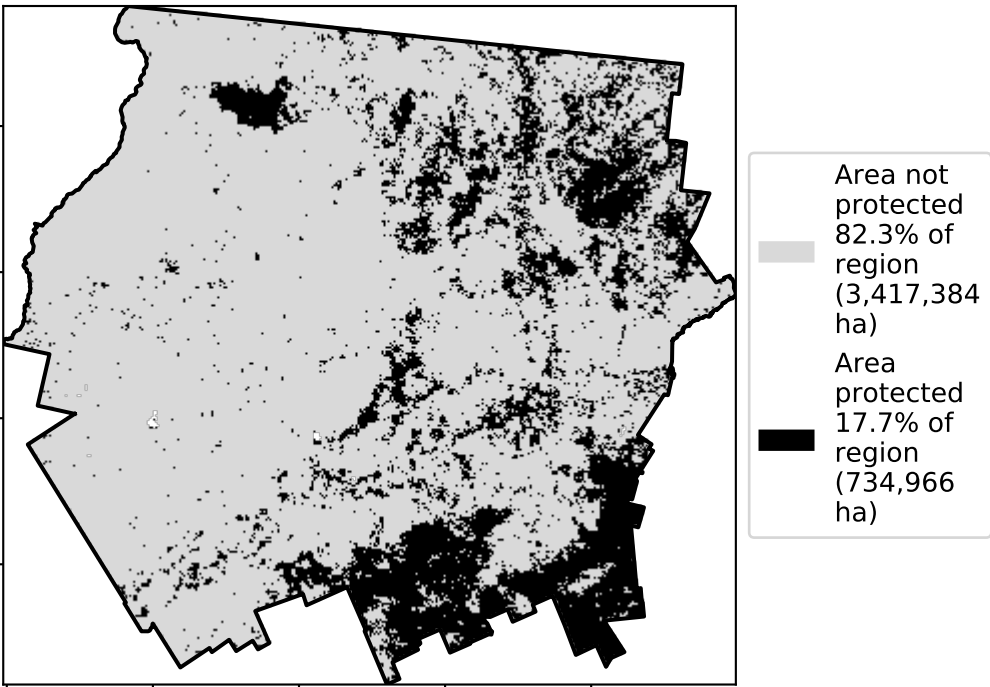 Area not
protected
82.3% of
region
(3,417,384
ha)
Area
protected
17.7% of
region
(734,966
ha)